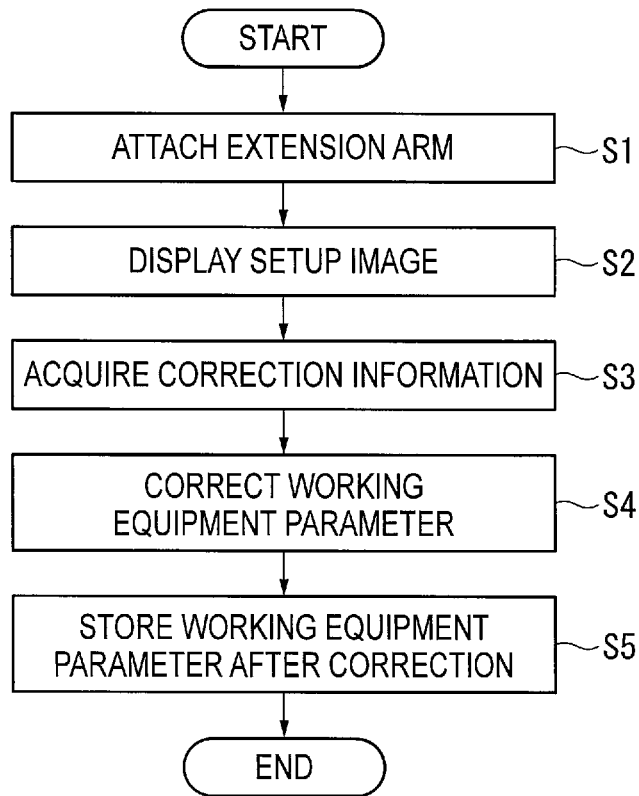 START
ATTACH EXTENSION ARM
S1
DISPLAY SETUP IMAGE
S2
ACQUIRE CORRECTION INFORMATION
S3
CORRECT WORKING
EQUIPMENT PARAMETER
S4
STORE WORKING EQUIPMENT
PARAMETER AFTER CORRECTION
S5
END